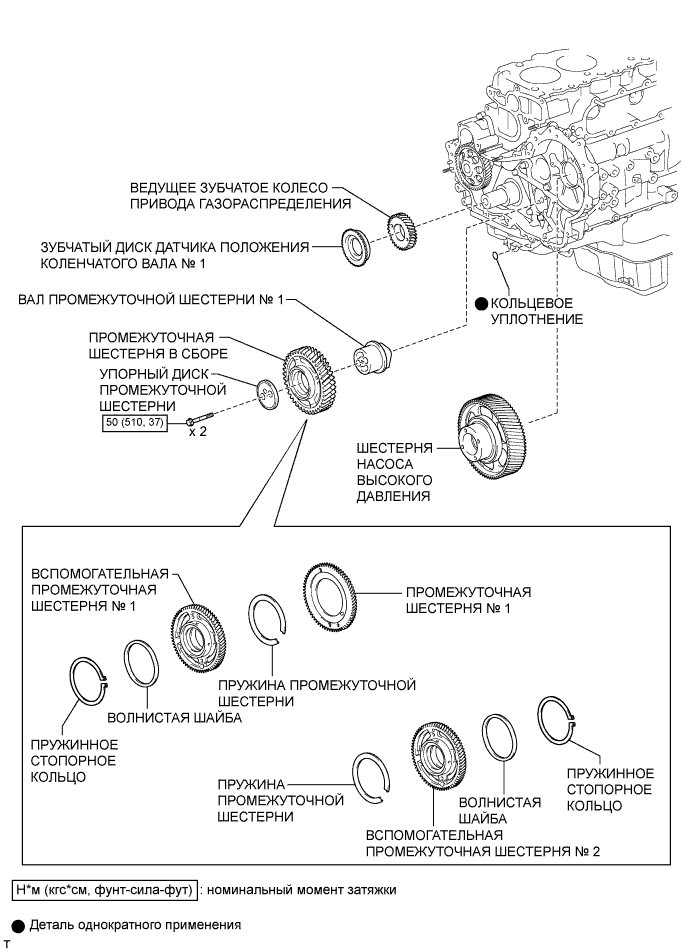 ВЕДУЩЕЕ ЗУБЧАТОЕ КОЛЕСО
ПРИВОДА ГАЗОРАСПРЕДЕЛЕНИЯ
ЗУБЧАТЫЙ ДИСК ДАТЧИКА ПОЛОЖЕНИЯ
КОЛЕНЧАТОГО ВАЛА № 1
ВАЛ ПРОМЕЖУТОЧНОЙ ШЕСТЕРНИ № 1
КОЛЬЦЕВОЕ
УПЛОТНЕНИЕ
ПРОМЕЖУТОЧНАЯ
ШЕСТЕРНЯ В СБОРЕ
УПОРНЫЙ ДИСК
ПРОМЕЖУТОЧНОЙ
ШЕСТЕРНИ
50 (510, 37)
x 2
ШЕСТЕРНЯ
НАСОСА
ВЫСОКОГО
ДАВЛЕНИЯ
ВСПОМОГАТЕЛЬНАЯ
ПРОМЕЖУТОЧНАЯ
ШЕСТЕРНЯ № 1
ПРОМЕЖУТОЧНАЯ
ШЕСТЕРНЯ № 1
ПРУЖИНА ПРОМЕЖУТОЧНОЙ
ШЕСТЕРНИ
ВОЛНИСТАЯ ШАЙБА
ПРУЖИННОЕ
СТОПОРНОЕ
КОЛЬЦО
ПРУЖИНА
ПРОМЕЖУТОЧНОЙ
ШЕСТЕРНИ
ПРУЖИННОЕ
СТОПОРНОЕ
КОЛЬЦО
ВОЛНИСТАЯ
ШАЙБА
ВСПОМОГАТЕЛЬНАЯ
ПРОМЕЖУТОЧНАЯ ШЕСТЕРНЯ № 2
Н*м (кгс*см, фунт-сила-фут) : номинальный момент затяжки
Деталь однократного применения
T